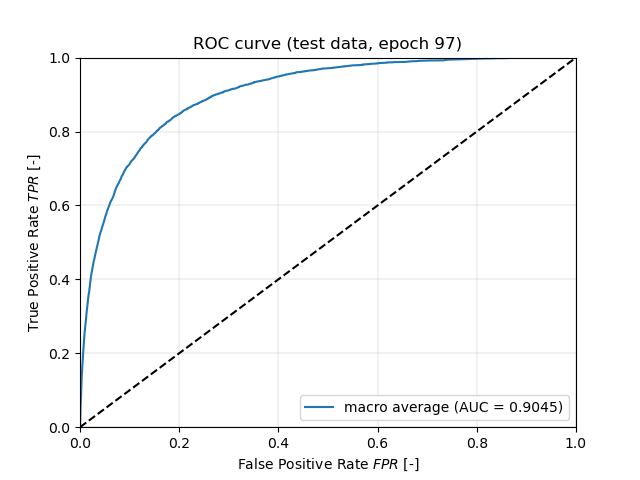 ROC curve (test data, epoch 97)
1.0
0.8
0.6
0.4
0.2
0.0
True Positive Rate TPR [-]
macro average (AUC = 0.9045)
0.0 0.2 0.4 0.6 0.8 1.0
False Positive Rate FPR [-]